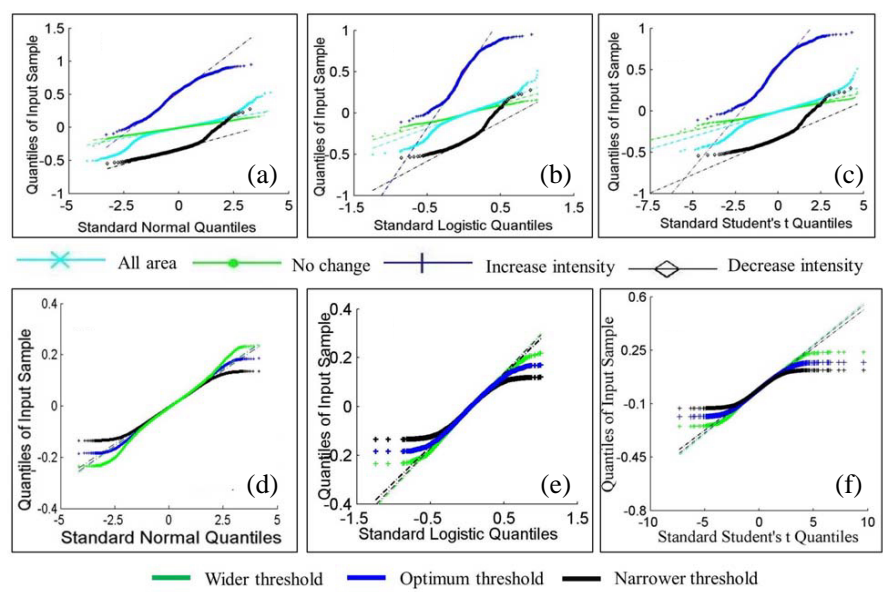 Quantiles of Input Sample
1.5
1
0.5
0
-0.5
-1
-5 -2.5 0 2.5 5
Standard Normal Quantiles
(a)
Quantiles of Input Sample
1
0.5
0
-0.5
1
-1.5 -0.5 0.5 1.5
Standard Logistic Quantiles
(b)
Quantiles of Input Sample
1
0.5
0
-0.5
-1
-7.5 -5 -2.5 0 2.5 5
Standard Student's t Quantiles
(c)
All area No change Increase intensity Decrease intensity
Quantiles of Input Sample
0.4
0.2
0
-0.2
-0.4
-5 -2.5 0 2.5 5
Standard Normal Quantiles
(d)
Quantiles of Input Sample
0.4
0.2
0
-0.2
-0.4
-1.5 -0.5 0.5 1.5
Standard Logistic Quantiles
(e)
Quantiles of Input Sample
0.6
0.25
-0.1
-0.45
-0.8
-10 -5 0 5 10
Standard Student's t Quantiles
(f)
Wider threshold Optimum threshold Narrower threshold